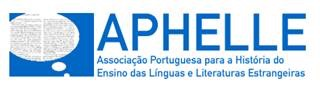 APHELLE
Associação Portuguesa para a História do
Ensino das Línguas e Literaturas Estrangeiras